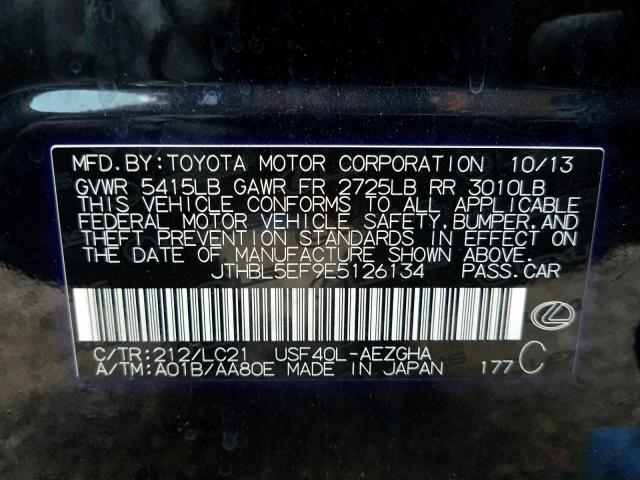 MFD.BY:TOYOTA MOTOR CORPORATION 10/13
GVWR 5415LB GAWR FR 2725LB RR 3010LB
THIS VEHICLE CONFORMS TO ALL APPLICABLE
FEDERAL MOTOR VEHICLE SAFETY,BUMPER,AND
THEFT PREVENTION STANDARDS IN EFFECT ON
THE DATE OF MANUFACTURE SHOWN ABOVE.
JTHBL5EF9E5126134 PASS.CAR
C/TR:212/LC21 USF40L-AEZGHA
A/TM:A01B/AA80E MADE IN JAPAN 177 C